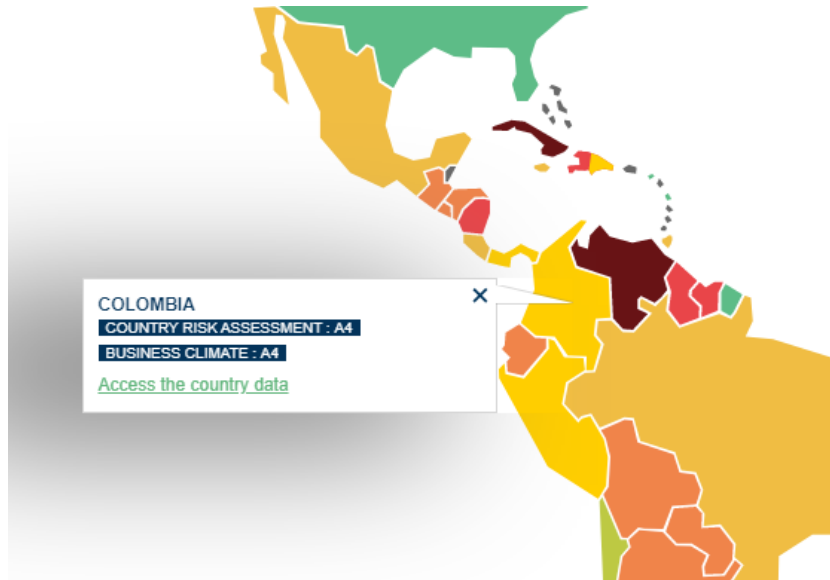 COLOMBIA
COUNTRY RISK ASSESSMENT : A4
BUSINESS CLIMATE : A4
Access the country data